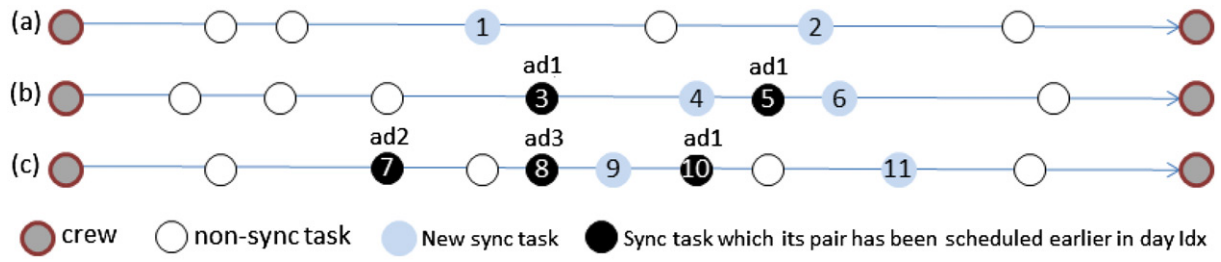 (a) 1 2
ad1 ad1
(b) 3 4 5 6
ad2 ad3 ad1
(c) 7 8 9 10 11
crew non-sync task New sync task Sync task which its pair has been scheduled earlier in day Idx